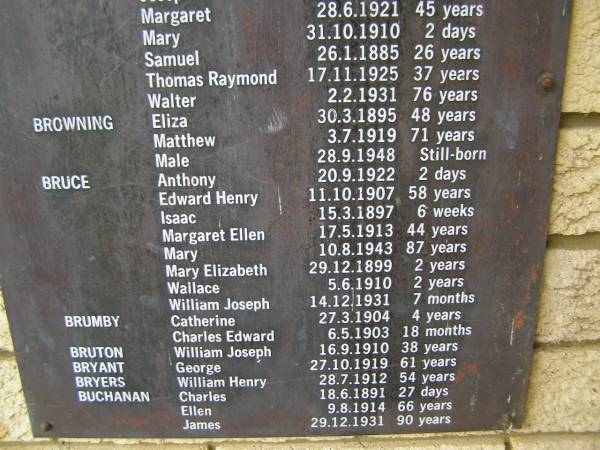 Margaret 28.6.1921 45 years
Mary 31.10.1910 2 days
Samuel 26.1.1885 26 years
Thomas Raymond 17.11.1925 37 years
Walter 2.2.1931 76 years
BROWNING Eliza 30.3.1895 48 years
Matthew 3.7.1919 71 years
Male 28.9.1948 Still-born
BRUCE Anthony 20.9.1922 2 days
Edward Henry 11.10.1907 58 years
Isaac 15.3.1897 6 weeks
Margaret Ellen 17.5.1913 44 years
Mary 10.8.1943 87 years
Mary Elizabeth 29.12.1899 2 years
Wallace 5.6.1910 2 years
William Joseph 14.12.1931 7 months
BRUMBY Catherine 27.3.1904 4 years
Charles Edward 6.5.1903 18 months
BRUTON William Joseph 16.9.1910 38 years
BRYANT George 27.10.1919 61 years
BRYERS William Henry 28.7.1912 54 years
BUCHANAN Charles 18.6.1891 27 days
Ellen 9.8.1914 66 years
James 29.12.1931 90 years